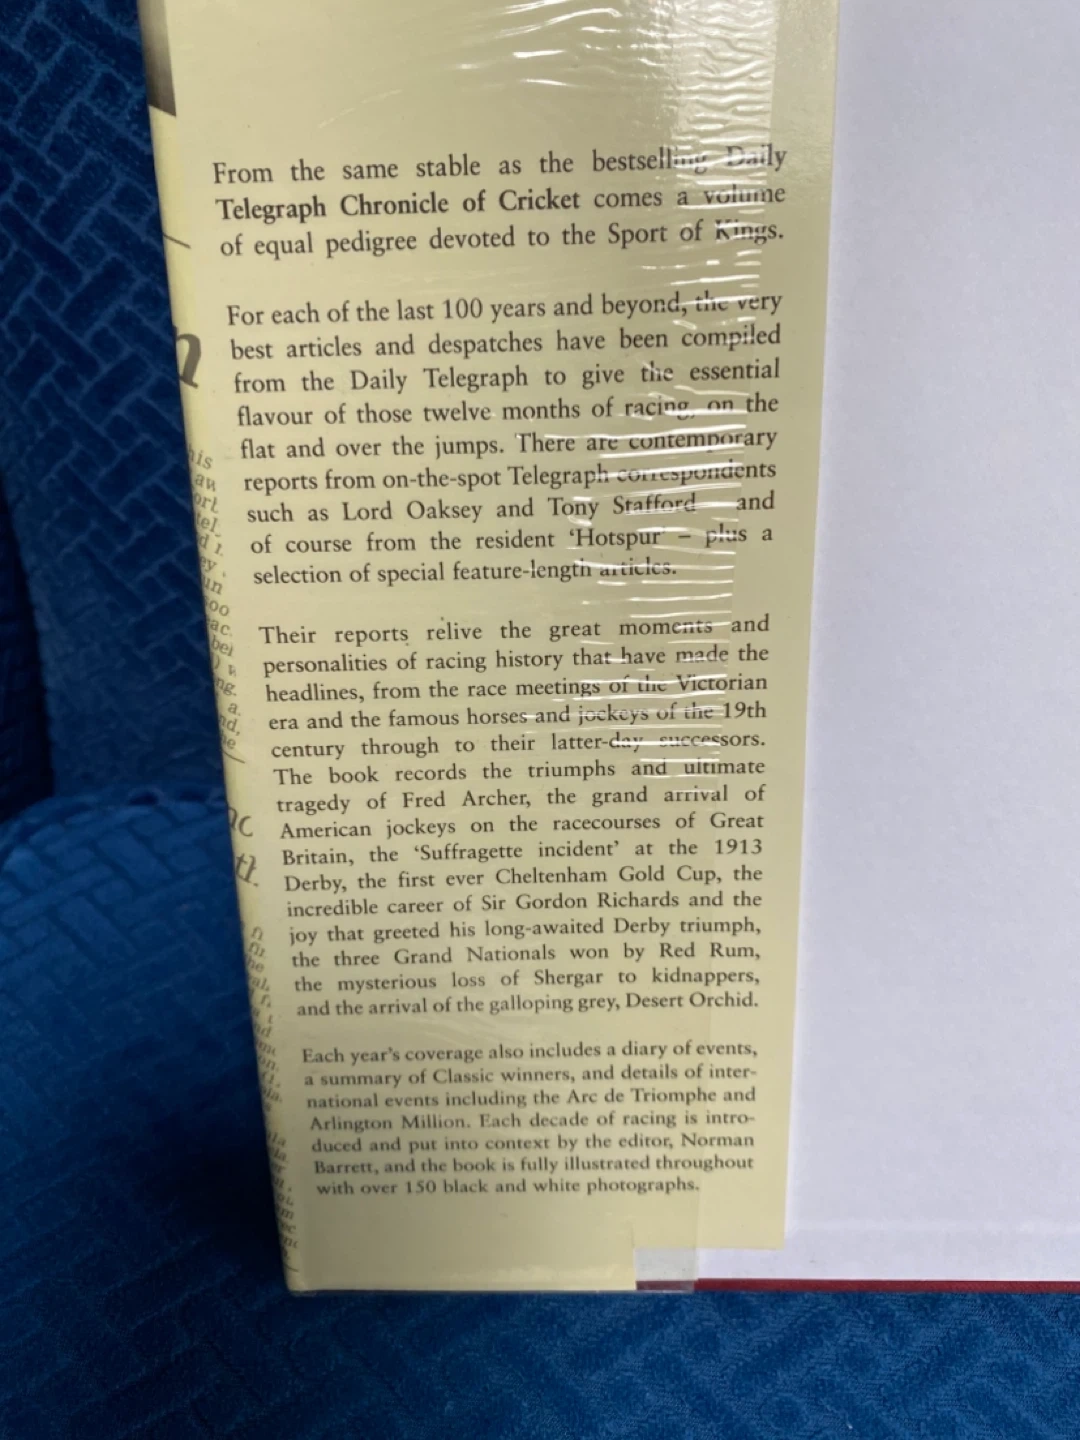 From the same stable as the bestselling Daily
Telegraph Chronicle of Cricket comes a volume
of equal pedigree devoted to the Sport of Kings.
For each of the last 100 years and beyond, the very
best articles and despatches have been compiled
from the Daily Telegraph to give the essential
flavour of those twelve months of racing, on the
flat and over the jumps. There are contemporary
reports from on-the-spot Telegraph correspondents
such as Lord Oaksey and Tony Stafford – and
of course from the resident ‘Hotspur’ – plus a
selection of special feature-length articles.
Their reports relive the great moments and
personalities of racing history that have made the
headlines, from the race meetings of the Victorian
era and the famous horses and jockeys of the 19th
century through to their latter-day successors.
The book records the triumphs and ultimate
tragedy of Fred Archer, the grand arrival of
American jockeys on the racecourses of Great
Britain, the ‘Suffragette incident’ at the 1913
Derby, the first ever Cheltenham Gold Cup, the
incredible career of Sir Gordon Richards and the
joy that greeted his long-awaited Derby triumph,
the three Grand Nationals won by Red Rum,
the mysterious loss of Shergar to kidnappers,
and the arrival of the galloping grey, Desert Orchid.
Each year’s coverage also includes a diary of events,
a summary of Classic winners, and details of inter-
national events including the Arc de Triomphe and
Arlington Million. Each decade of racing is intro-
duced and put into context by the editor, Norman
Barrett, and the book is fully illustrated throughout
with over 150 black and white photographs.